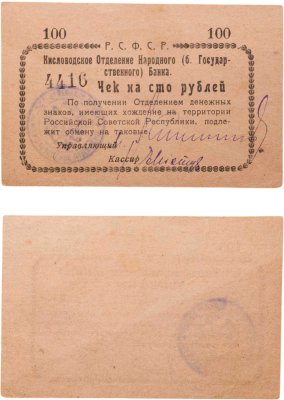 100 100
Р. С. Ф. С. Р.
Кисловодское Отделение Народного (б. Государ-
ственного) Банка.
4416 Чек на сто рублей
По получении Отделением денежных
знаков, имеющих хождение на территории
Российской Советской Республики, подле-
жит обмену на таковые.
Управляющий
Кассир